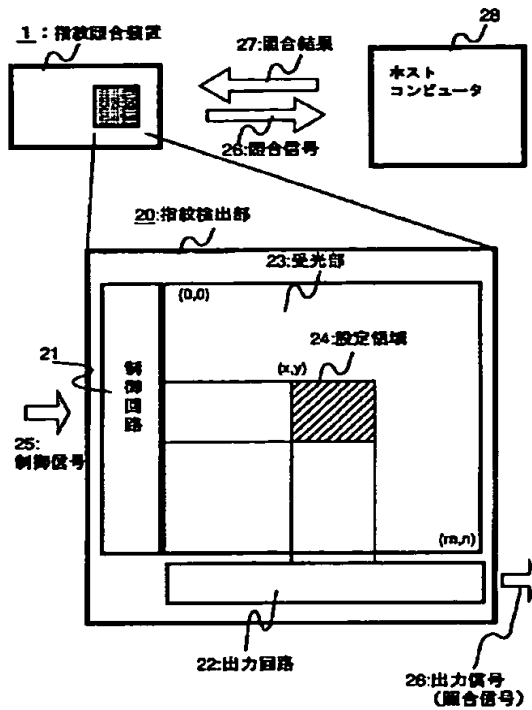 1：指紋照合装置
27:照合結果
28
ホスト
コンピュータ
26:照合信号
20:指紋検出部
23:受光部
(0,0)
24:設定領域
21
(x,y)
制御回路
25:
制御信号
(m,n)
22:出力回路
26:出力信号
(照合信号)